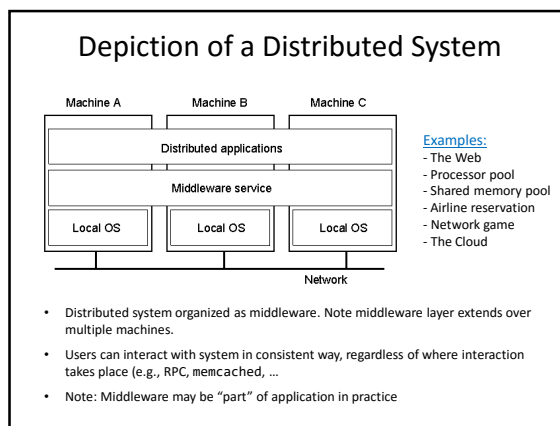 Depiction of a Distributed System
Machine A Machine B Machine C
Distributed applications
Middleware service
Local OS Local OS Local OS
Network
Examples:
- The Web
- Processor pool
- Shared memory pool
- Airline reservation
- Network game
- The Cloud
• Distributed system organized as middleware. Note middleware layer extends over
multiple machines.
• Users can interact with system in consistent way, regardless of where interaction
takes place (e.g., RPC, memcached, …
• Note: Middleware may be “part” of application in practice